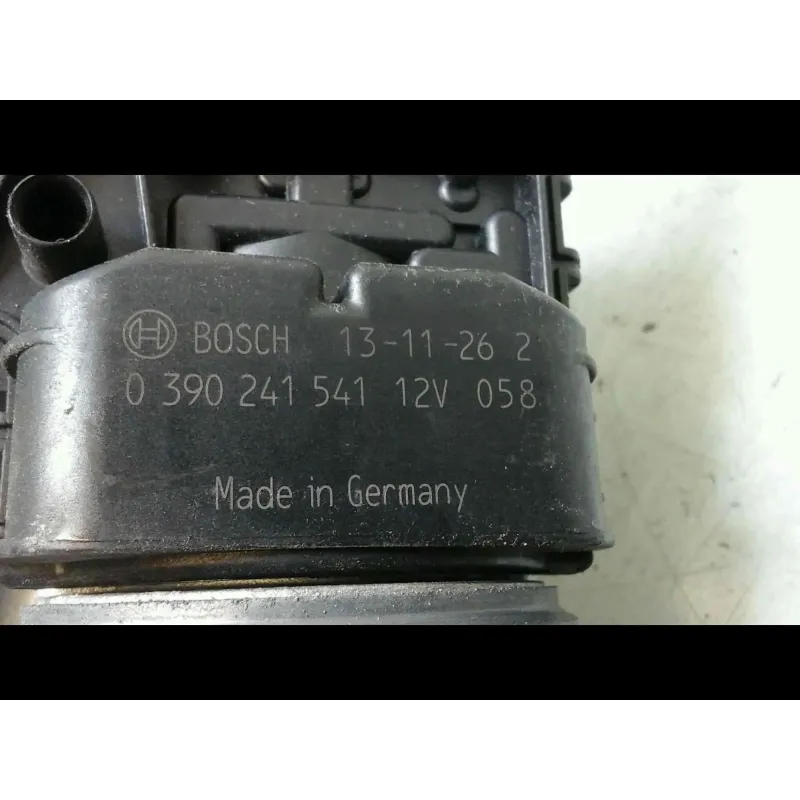 BOSCH 13-11-26 2
0 390 241 541 12V 058
Made in Germany